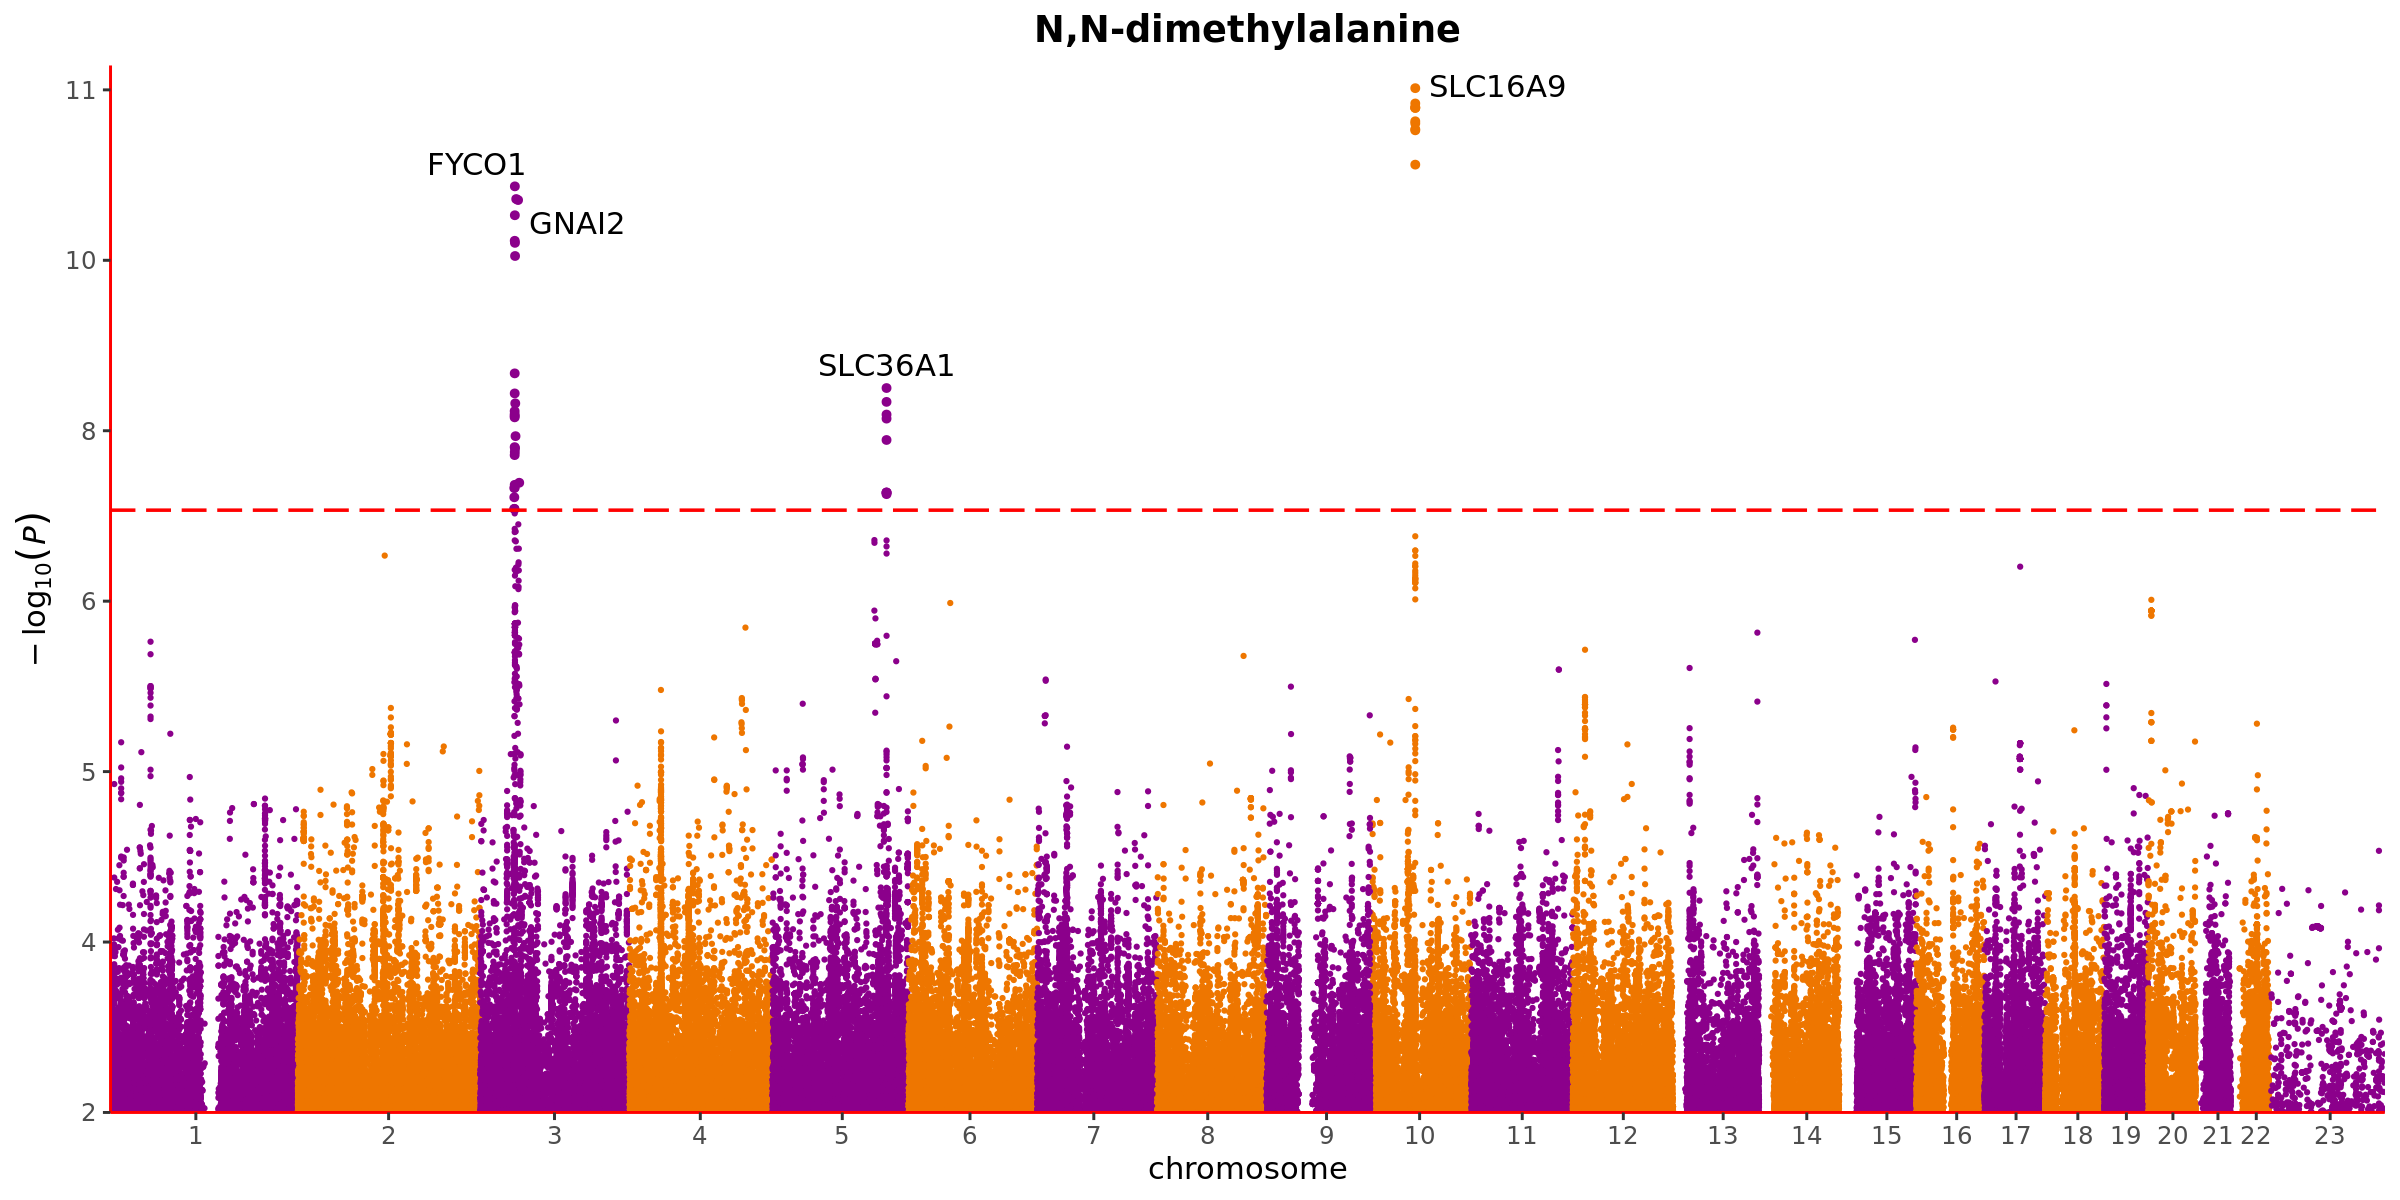 N,N-dimethylalanine
11
SLC16A9
FYCO1
GNAI2
10
SLC36A1
8
6
5
4
2
−log10(P)
1 2 3 4 5 6 7 8 9 10 11 12 13 14 15 16 17 18 19 20 21 22 23
chromosome